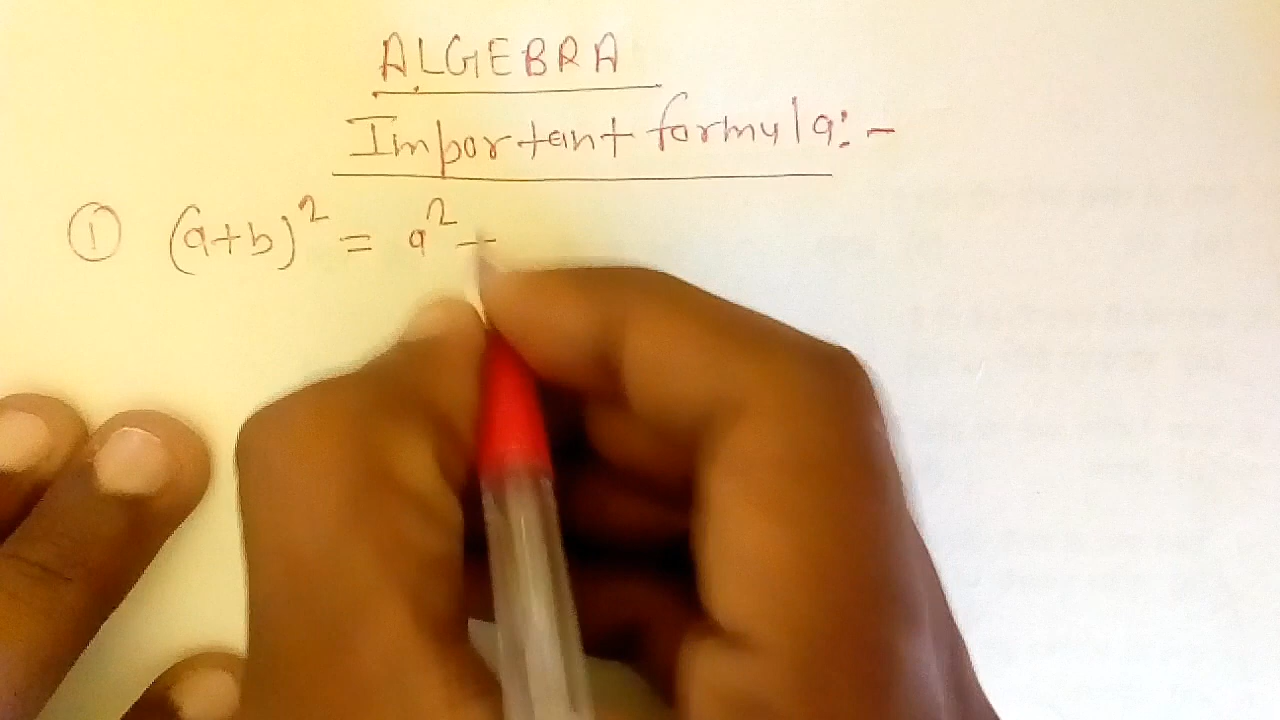 ALGEBRA
Important formula:-
① (a+b)² = a² -